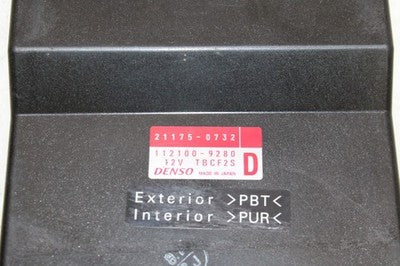 21175-0732
112100-9280
12V TBCF2S
DENSO MADE IN JAPAN
D
Exterior >PBT<
Interior >PUR<